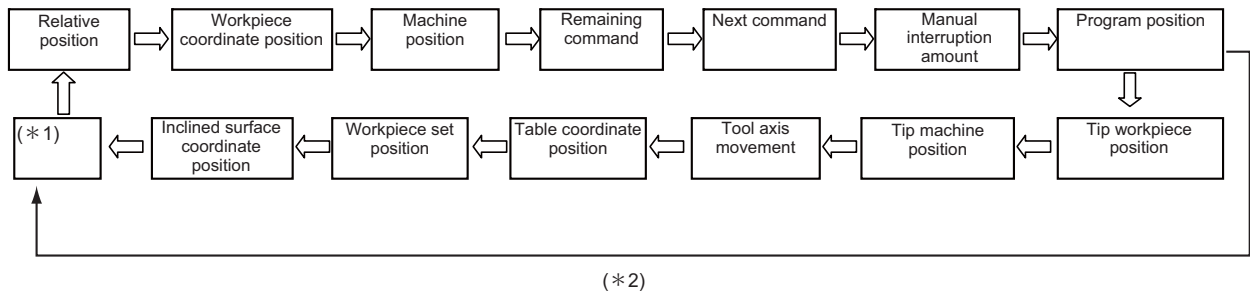 Relative
position
Workpiece
coordinate position
Machine
position
Remaining
command
Next command
Manual
interruption
amount
Program position
(＊1)
Inclined surface
coordinate
position
Workpiece set
position
Table coordinate
position
Tool axis
movement
Tip machine
position
Tip workpiece
position
(＊2)